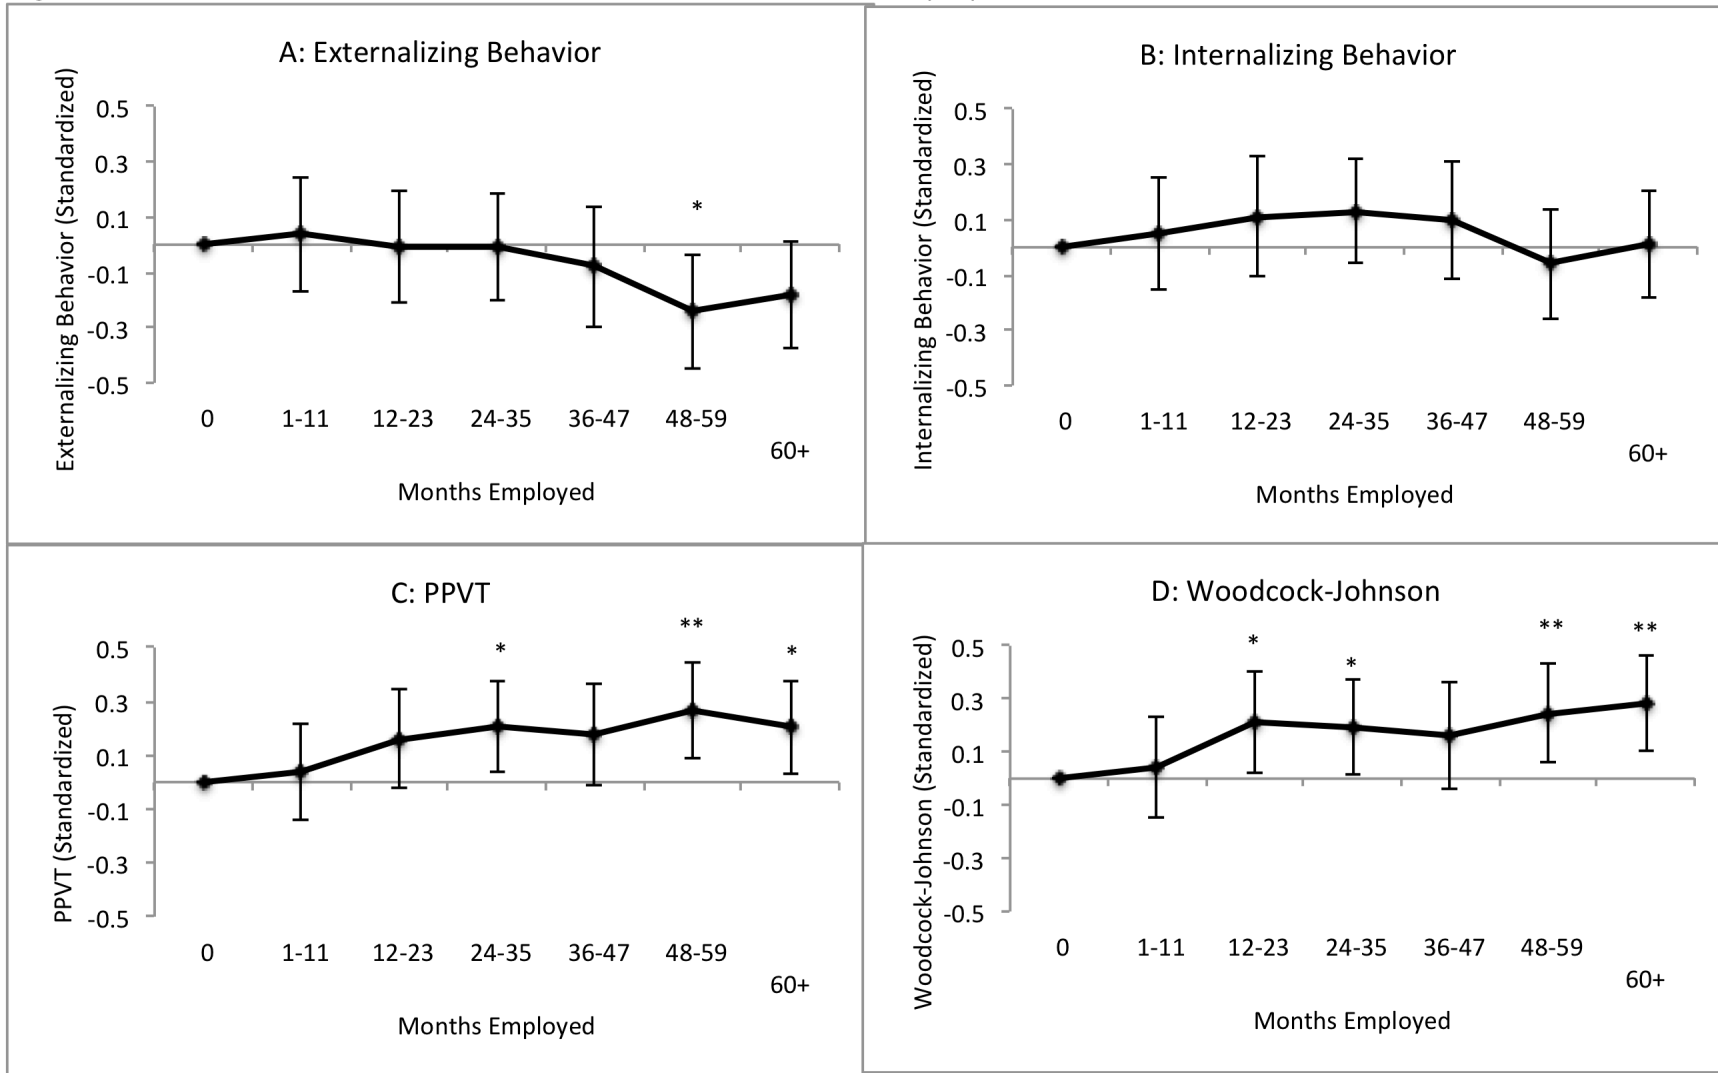 A: Externalizing Behavior
Externalizing Behavior (Standardized)
0.5
0.3
0.1
-0.1
-0.3
-0.5
*
0 1-11 12-23 24-35 36-47 48-59
60+
Months Employed
B: Internalizing Behavior
Internalizing Behavior (Standardized)
0.5
0.3
0.1
-0.1
-0.3
-0.5
0 1-11 12-23 24-35 36-47 48-59
60+
Months Employed
C: PPVT
PPVT (Standardized)
0.5
0.3
0.1
-0.1
-0.3
-0.5
* ** *
0 1-11 12-23 24-35 36-47 48-59
60+
Months Employed
D: Woodcock-Johnson
Woodcock-Johnson (Standardized)
0.5
0.3
0.1
-0.1
-0.3
-0.5
* * ** **
0 1-11 12-23 24-35 36-47 48-59
60+
Months Employed